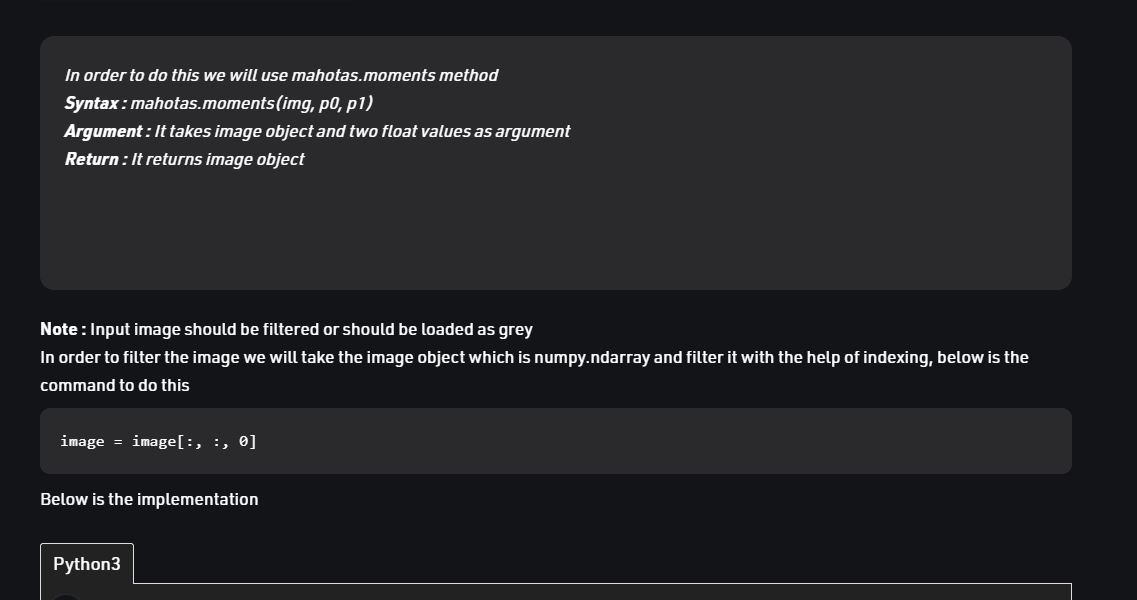 In order to do this we will use mahotas.moments method
Syntax : mahotas.moments(img, p0, p1)
Argument : It takes image object and two float values as argument
Return : It returns image object
Note : Input image should be filtered or should be loaded as grey
In order to filter the image we will take the image object which is numpy.ndarray and filter it with the help of indexing, below is the
command to do this
image = image[:, :, 0]
Below is the implementation
Python3